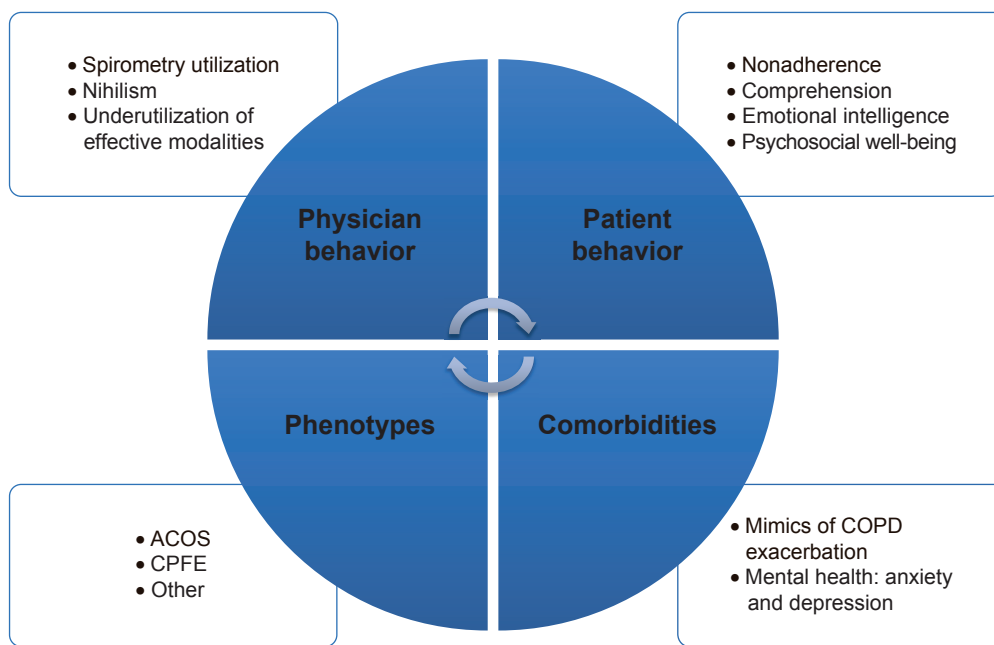 • Spirometry utilization
• Nihilism
• Underutilization of
effective modalities
• Nonadherence
• Comprehension
• Emotional intelligence
• Psychosocial well-being
Physician
behavior
Patient
behavior
Phenotypes
Comorbidities
• ACOS
• CPFE
• Other
• Mimics of COPD
exacerbation
• Mental health: anxiety
and depression